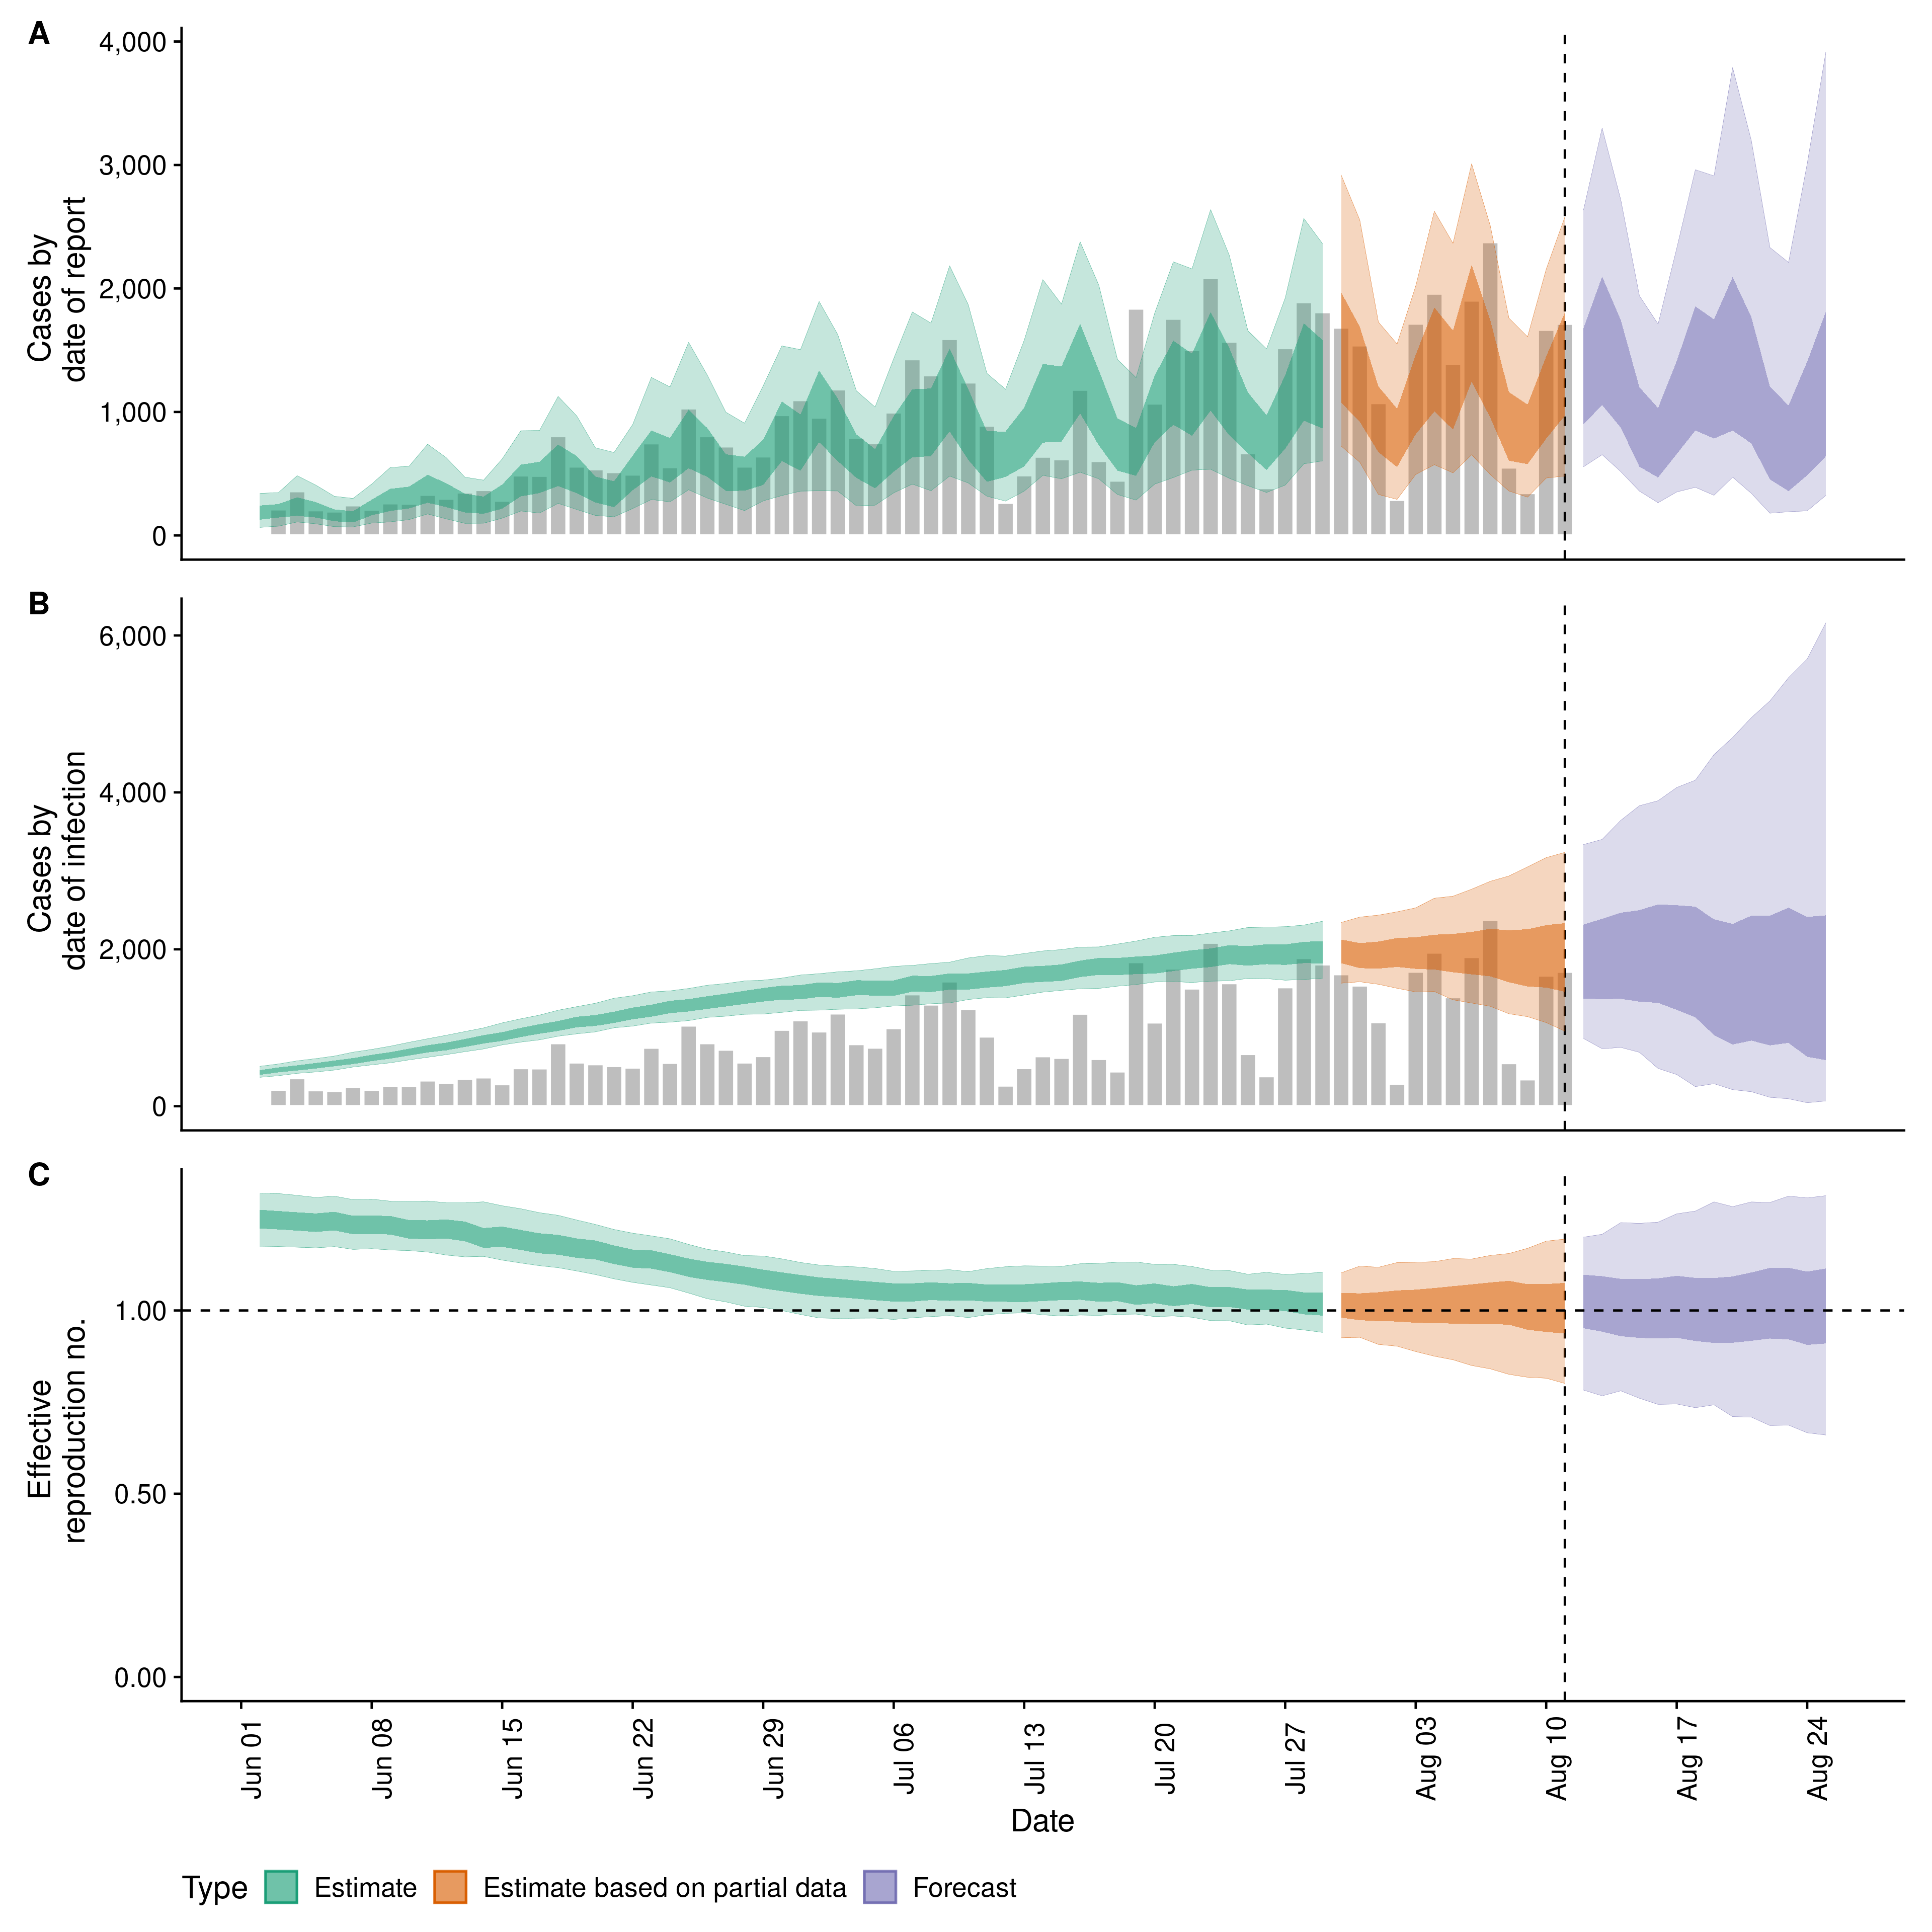 A
4,000
3,000
2,000
1,000
0
Cases by
date of report
B
6,000
4,000
2,000
0
Cases by
date of infection
C
1.00
0.50
0.00
Effective
reproduction no.
Jun 01
Jun 08
Jun 15
Jun 22
Jun 29
Jul 06
Jul 13
Jul 20
Jul 27
Aug 03
Aug 10
Aug 17
Aug 24
Date
Type Estimate Estimate based on partial data Forecast